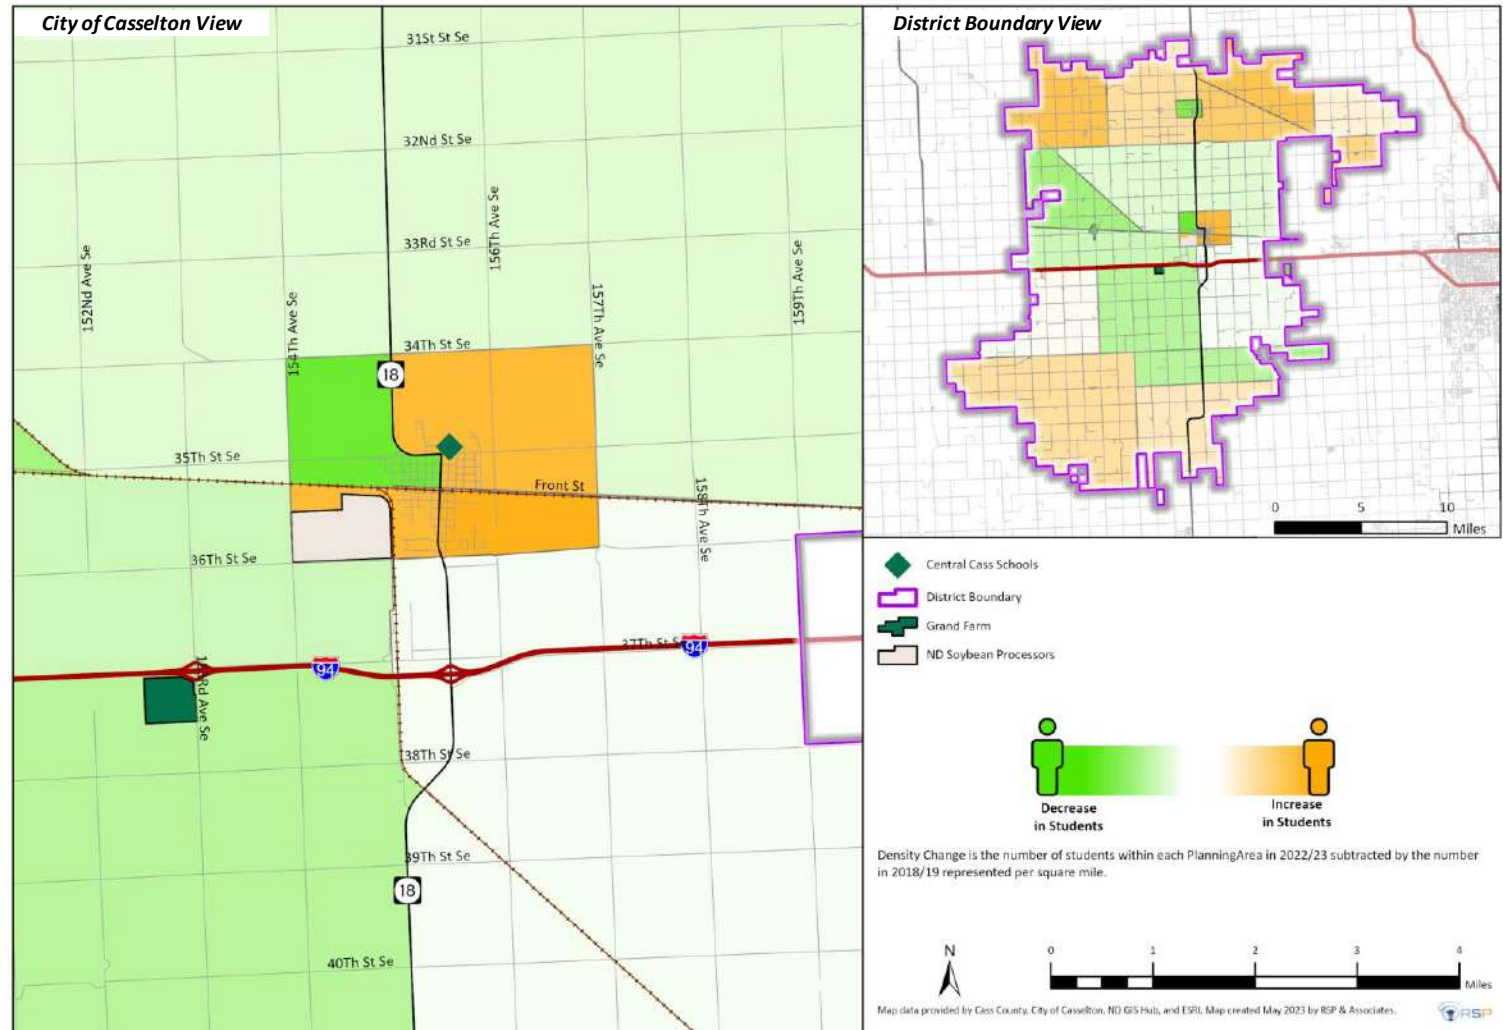 City of Casselton View
District Boundary View
31St St Se
32Nd St Se
33Rd St Se
156Th Ave Se
152Nd Ave Se
159Th Ave Se
154Th Ave Se
157Th Ave Se
34Th St Se
18
35Th St Se
Front St
158Th Ave Se
36Th St Se
37Th St S
94
94
Rd Ave Se
38Th St Se
39Th St Se
18
40Th St Se
0 5 10
Miles
Central Cass Schools
District Boundary
Grand Farm
ND Soybean Processors
Decrease
in Students
Increase
in Students
Density Change is the number of students within each PlanningArea in 2022/23 subtracted by the number
in 2018/19 represented per square mile.
N
0 1 2 3 4
Miles
Map data provided by Cass County, City of Casselton, ND GIS Hub, and ESRI. Map created May 2023 by RSP & Associates.
RSP